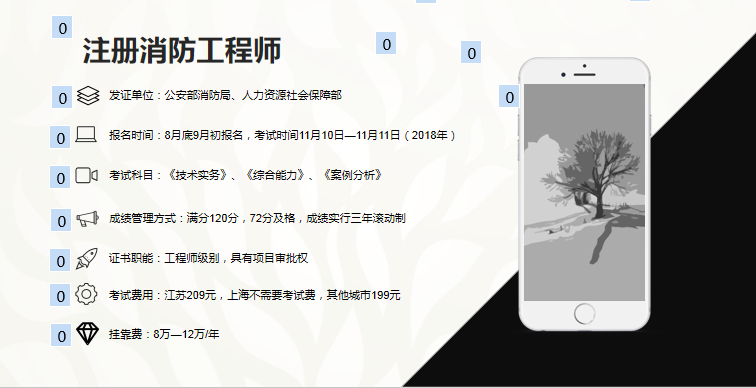 0
注册消防工程师
0
0
0
0
发证单位：公安部消防局、人力资源社会保障部
0
报名时间：8月底9月初报名，考试时间11月10日—11月11日（2018年）
0
考试科目：《技术实务》、《综合能力》、《案例分析》
0
成绩管理方式：满分120分，72分及格，成绩实行三年滚动制
0
证书职能：工程师级别，具有项目审批权
0
考试费用：江苏209元，上海不需要考试费，其他城市199元
0
挂靠费：8万—12万/年